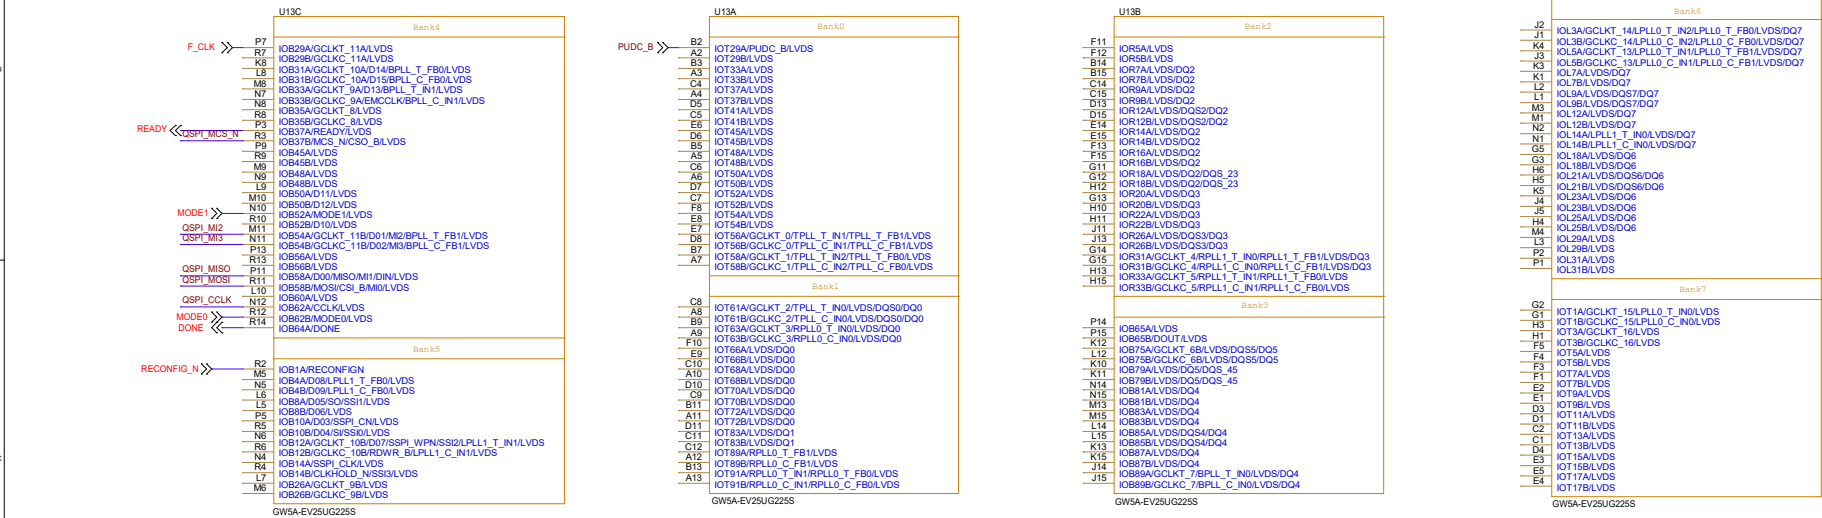 U13C
Bank4
F_CLK
P7 IOB29A/GCLKT_11A/LVDS
R7 IOB29B/GCLKC_11A/LVDS
K8 IOB31A/GCLKT_10A/D14/BPLL_T_FB0/LVDS
L8 IOB31B/GCLKC_10A/D15/BPLL_C_FB0/LVDS
M8 IOB33A/GCLKT_9A/D13/BPLL_T_IN1/LVDS
N7 IOB33B/GCLKC_9A/EMCCLK/BPLL_C_IN1/LVDS
N8 IOB35A/GCLKT_8/LVDS
R8 IOB35B/GCLKC_8/LVDS
READY
P3 IOB37A/READY/LVDS
QSPI_MCS_N
R3 IOB37B/MCS_N/CSO_B/LVDS
P9 IOB45A/LVDS
R9 IOB45B/LVDS
M9 IOB48A/LVDS
N9 IOB48B/LVDS
L9 IOB50A/D11/LVDS
M10 IOB50B/D12/LVDS
MODE1
N10 IOB52A/MODE1/LVDS
R10 IOB52B/D10/LVDS
QSPI_MI2
M11 IOB54A/GCLKT_11B/D01/MI2/BPLL_T_FB1/LVDS
QSPI_MI3
N11 IOB54B/GCLKC_11B/D02/MI3/BPLL_C_FB1/LVDS
P13 IOB56A/LVDS
R13 IOB56B/LVDS
QSPI_MISO
P11 IOB58A/D00/MISO/MI1/DIN/LVDS
QSPI_MOSI
R11 IOB58B/MOSI/CSI_B/MI0/LVDS
L10 IOB60A/LVDS
QSPI_CCLK
N12 IOB62A/CCLK/LVDS
MODE0
R12 IOB62B/MODE0/LVDS
DONE
R14 IOB64A/DONE
Bank5
RECONFIG_N
R2 IOB1A/RECONFIGN
M5 IOB4A/D08/LPLL1_T_FB0/LVDS
N5 IOB4B/D09/LPLL1_C_FB0/LVDS
L6 IOB8A/D05/SO/SSI1/LVDS
L5 IOB8B/D06/LVDS
P5 IOB10A/D03/SSPI_CN/LVDS
R5 IOB10B/D04/SI/SSI0/LVDS
N6 IOB12A/GCLKT_10B/D07/SSPI_WPN/SSI2/LPLL1_T_IN1/LVDS
R6 IOB12B/GCLKC_10B/RDWR_B/LPLL1_C_IN1/LVDS
N4 IOB14A/SSPI_CLK/LVDS
R4 IOB14B/CLKHOLD_N/SSI3/LVDS
L7 IOB26A/GCLKT_9B/LVDS
M6 IOB26B/GCLKC_9B/LVDS
GW5A-EV25UG225S
U13A
Bank0
PUDC_B
B2 IOT29A/PUDC_B/LVDS
A2 IOT29B/LVDS
B3 IOT33A/LVDS
A3 IOT33B/LVDS
C4 IOT37A/LVDS
A4 IOT37B/LVDS
D5 IOT41A/LVDS
C5 IOT41B/LVDS
E6 IOT45A/LVDS
D6 IOT45B/LVDS
B5 IOT48A/LVDS
A5 IOT48B/LVDS
C6 IOT50A/LVDS
A6 IOT50B/LVDS
D7 IOT52A/LVDS
C7 IOT52B/LVDS
F8 IOT54A/LVDS
E8 IOT54B/LVDS
E7 IOT56A/GCLKT_0/TPLL_T_IN1/TPLL_T_FB1/LVDS
D8 IOT56B/GCLKC_0/TPLL_C_IN1/TPLL_C_FB1/LVDS
B7 IOT58A/GCLKT_1/TPLL_T_IN2/TPLL_T_FB0/LVDS
A7 IOT58B/GCLKC_1/TPLL_C_IN2/TPLL_C_FB0/LVDS
Bank1
C8 IOT61A/GCLKT_2/TPLL_T_IN0/LVDS/DQS0/DQ0
A8 IOT61B/GCLKC_2/TPLL_C_IN0/LVDS/DQS0/DQ0
B9 IOT63A/GCLKT_3/RPLL0_T_IN0/LVDS/DQ0
A9 IOT63B/GCLKC_3/RPLL0_C_IN0/LVDS/DQ0
F10 IOT66A/LVDS/DQ0
E9 IOT66B/LVDS/DQ0
C10 IOT68A/LVDS/DQ0
A10 IOT68B/LVDS/DQ0
D10 IOT70A/LVDS/DQ0
C9 IOT70B/LVDS/DQ0
B11 IOT72A/LVDS/DQ0
A11 IOT72B/LVDS/DQ0
D11 IOT83A/LVDS/DQ1
C11 IOT83B/LVDS/DQ1
C12 IOT89A/RPLL0_T_FB1/LVDS
A12 IOT89B/RPLL0_C_FB1/LVDS
B13 IOT91A/RPLL0_T_IN1/RPLL0_T_FB0/LVDS
A13 IOT91B/RPLL0_C_IN1/RPLL0_C_FB0/LVDS
GW5A-EV25UG225S
U13B
Bank2
F11 IOR5A/LVDS
F12 IOR5B/LVDS
B14 IOR7A/LVDS/DQ2
B15 IOR7B/LVDS/DQ2
C14 IOR9A/LVDS/DQ2
C15 IOR9B/LVDS/DQ2
D13 IOR12A/LVDS/DQS2/DQ2
D15 IOR12B/LVDS/DQS2/DQ2
E14 IOR14A/LVDS/DQ2
E15 IOR14B/LVDS/DQ2
F13 IOR16A/LVDS/DQ2
F15 IOR16B/LVDS/DQ2
G11 IOR18A/LVDS/DQ2/DQS_23
G12 IOR18B/LVDS/DQ2/DQS_23
H12 IOR20A/LVDS/DQ3
G13 IOR20B/LVDS/DQ3
H10 IOR22A/LVDS/DQ3
H11 IOR22B/LVDS/DQ3
J11 IOR26A/LVDS/DQS3/DQ3
J13 IOR26B/LVDS/DQS3/DQ3
G14 IOR31A/GCLKT_4/RPLL1_T_IN0/RPLL1_T_FB1/LVDS/DQ3
G15 IOR31B/GCLKC_4/RPLL1_C_IN0/RPLL1_C_FB1/LVDS/DQ3
H13 IOR33A/GCLKT_5/RPLL1_T_IN1/RPLL1_T_FB0/LVDS
H15 IOR33B/GCLKC_5/RPLL1_C_IN1/RPLL1_C_FB0/LVDS
Bank3
P14 IOB65A/LVDS
P15 IOB65B/DOUT/LVDS
K12 IOB75A/GCLKT_6B/LVDS/DQS5/DQ5
L12 IOB75B/GCLKC_6B/LVDS/DQS5/DQ5
K10 IOB79A/LVDS/DQ5/DQS_45
K11 IOB79B/LVDS/DQ5/DQS_45
N14 IOB81A/LVDS/DQ4
N15 IOB81B/LVDS/DQ4
M13 IOB83A/LVDS/DQ4
M15 IOB83B/LVDS/DQ4
L14 IOB85A/LVDS/DQS4/DQ4
L15 IOB85B/LVDS/DQS4/DQ4
K13 IOB87A/LVDS/DQ4
K15 IOB87B/LVDS/DQ4
J14 IOB89A/GCLKT_7/BPLL_T_IN0/LVDS/DQ4
J15 IOB89B/GCLKC_7/BPLL_C_IN0/LVDS/DQ4
GW5A-EV25UG225S
Bank6
J2 IOL3A/GCLKT_14/LPLL0_T_IN2/LPLL0_T_FB0/LVDS/DQ7
J1 IOL3B/GCLKC_14/LPLL0_C_IN2/LPLL0_C_FB0/LVDS/DQ7
K4 IOL5A/GCLKT_13/LPLL0_T_IN1/LPLL0_T_FB1/LVDS/DQ7
J3 IOL5B/GCLKC_13/LPLL0_C_IN1/LPLL0_C_FB1/LVDS/DQ7
K3 IOL7A/LVDS/DQ7
K1 IOL7B/LVDS/DQ7
L2 IOL9A/LVDS/DQS7/DQ7
L1 IOL9B/LVDS/DQS7/DQ7
M3 IOL12A/LVDS/DQ7
M1 IOL12B/LVDS/DQ7
N2 IOL14A/LPLL1_T_IN0/LVDS/DQ7
N1 IOL14B/LPLL1_C_IN0/LVDS/DQ7
G5 IOL18A/LVDS/DQ6
G3 IOL18B/LVDS/DQ6
H6 IOL21A/LVDS/DQS6/DQ6
H5 IOL21B/LVDS/DQS6/DQ6
K5 IOL23A/LVDS/DQ6
J4 IOL23B/LVDS/DQ6
J5 IOL25A/LVDS/DQ6
H4 IOL25B/LVDS/DQ6
M4 IOL29A/LVDS
L3 IOL29B/LVDS
P2 IOL31A/LVDS
P1 IOL31B/LVDS
Bank7
G2 IOT1A/GCLKT_15/LPLL0_T_IN0/LVDS
G1 IOT1B/GCLKC_15/LPLL0_C_IN0/LVDS
H3 IOT3A/GCLKT_16/LVDS
H1 IOT3B/GCLKC_16/LVDS
F5 IOT5A/LVDS
F4 IOT5B/LVDS
F3 IOT7A/LVDS
F1 IOT7B/LVDS
E2 IOT9A/LVDS
E1 IOT9B/LVDS
D3 IOT11A/LVDS
D1 IOT11B/LVDS
C2 IOT13A/LVDS
C1 IOT13B/LVDS
D4 IOT15A/LVDS
E3 IOT15B/LVDS
E5 IOT17A/LVDS
E4 IOT17B/LVDS
GW5A-EV25UG225S